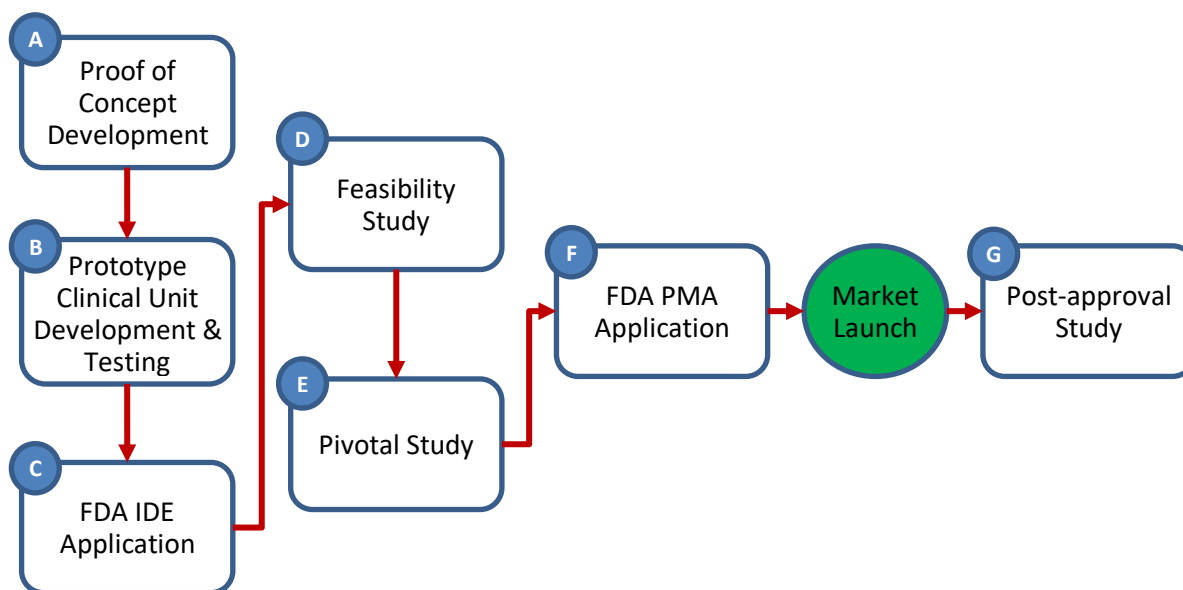 A
Proof of
Concept
Development
B
Prototype
Clinical Unit
Development &
Testing
C
FDA IDE
Application
D
Feasibility
Study
E
Pivotal Study
F
FDA PMA
Application
Market
Launch
G
Post-approval
Study